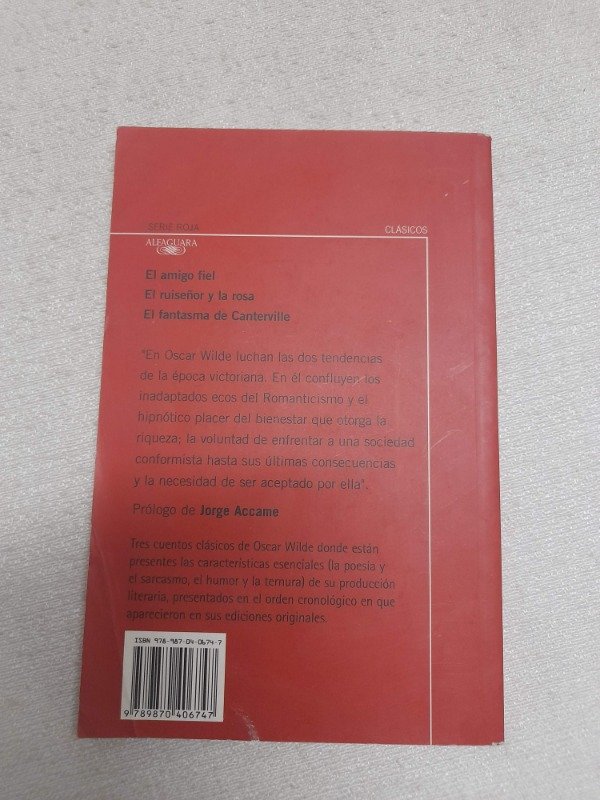 SERIE ROJA
CLÁSICOS
ALFAGUARA
El amigo fiel
El ruiseñor y la rosa
El fantasma de Canterville
"En Oscar Wilde luchan las dos tendencias
de la época victoriana. En él confluyen los
inadaptados ecos del Romanticismo y el
hipnótico placer del bienestar que otorga la
riqueza; la voluntad de enfrentar a una sociedad
conformista hasta sus últimas consecuencias
y la necesidad de ser aceptado por ella".
Prólogo de Jorge Accame
Tres cuentos clásicos de Oscar Wilde donde están
presentes las características esenciales (la poesía y
el sarcasmo, el humor y la ternura) de su producción
literaria, presentados en el orden cronológico en que
aparecieron en sus ediciones originales.
ISBN 978-987-04-0674-7
9 789870 406747